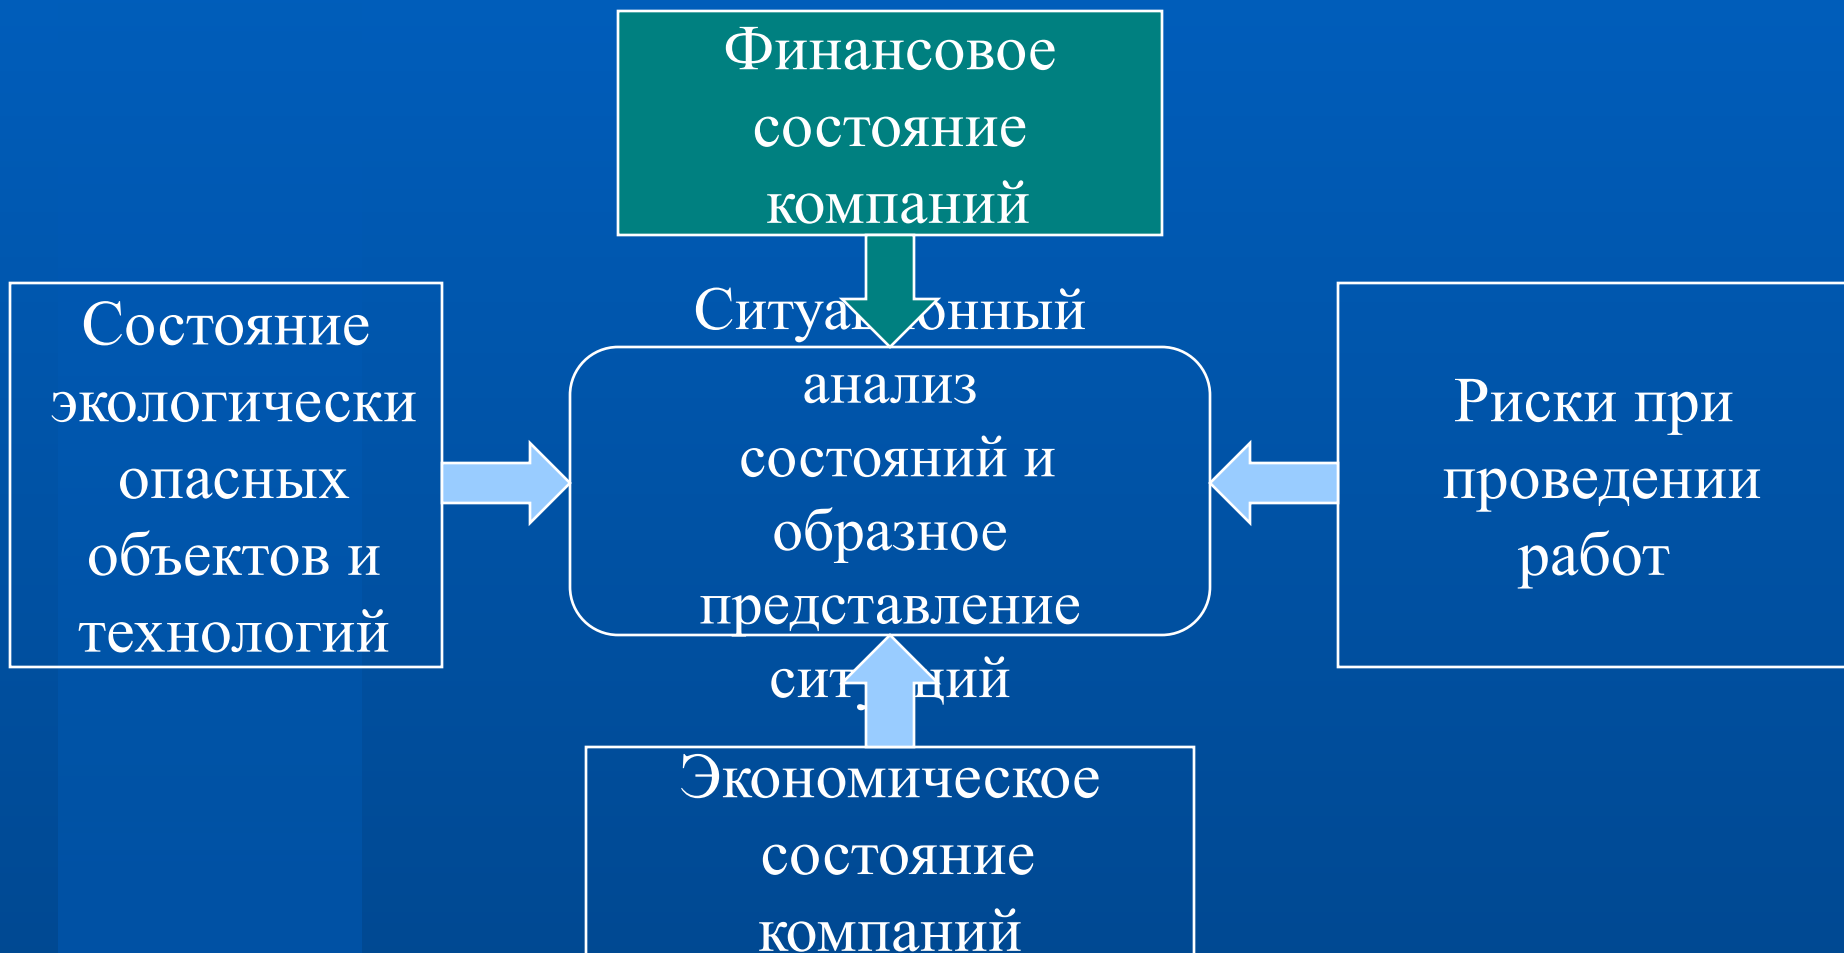 Финансовое
состояние
компаний
Состояние
экологически
опасных
объектов и
технологий
анализ
состояний и
образное
представление
Риски при
проведении
работ
Экономическое
состояние
компаний